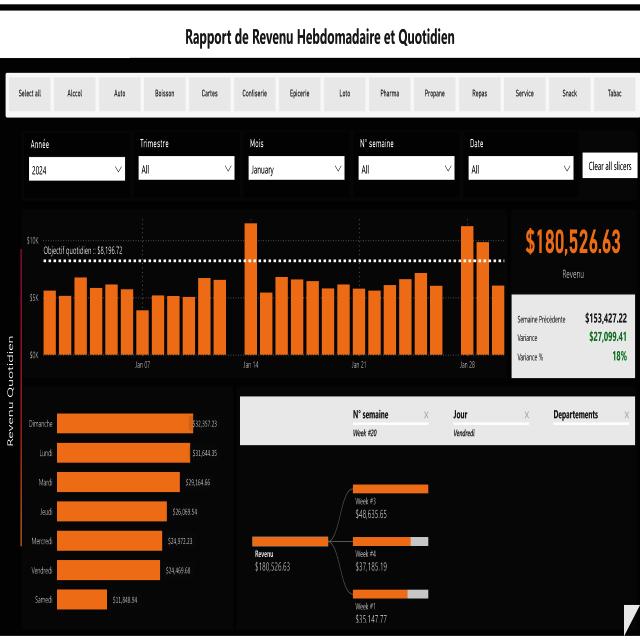 Rapport de Revenu Hebdomadaire et Quotidien
Select all Alccol Auto Boisson Cartes Confiserie Epicerie Loto Pharma Propane Repas Service Snack Tabac
Année Trimestre Mois N° semaine Date
2024 All January All All Clear all slicers
$10K
Objectif quotidien : $8,196.72
$5K
$0K
Jan 07 Jan 14 Jan 21 Jan 28
$180,526.63
Revenu
Semaine Précédente $153,427.22
Variance $27,099.41
Variance % 18%
Revenu Quotidien
Dimanche $32,357.23
Lundi $31,644.35
Mardi $29,164.66
Jeudi $26,069.54
Mercredi $24,973.23
Vendredi $24,469.68
Samedi $11,848.94
N° semaine X Jour X Departements X
Week #20 Vendredi
Week #3
$48,635.65
Revenu
$180,526.63
Week #4
$37,185.19
Week #1
$35,147.77